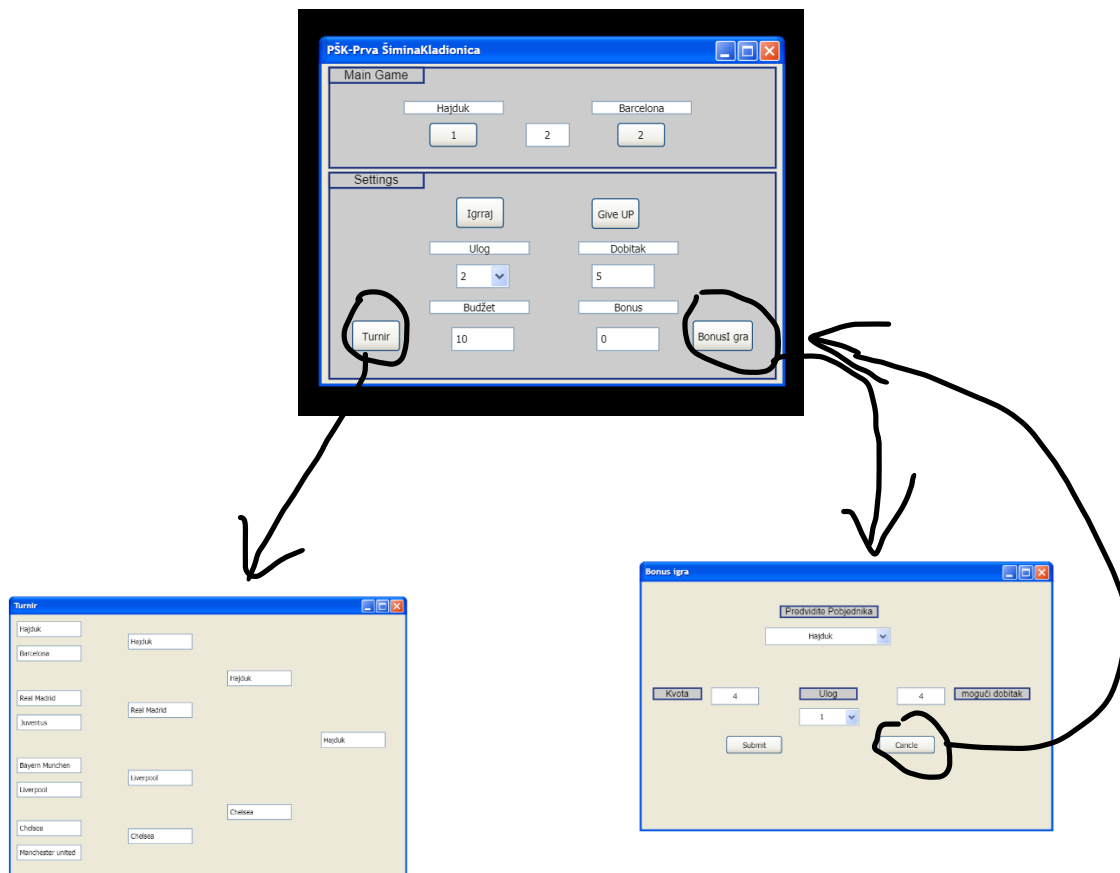 PŠK-Prva ŠiminaKladionica
Main Game
Hajduk Barcelona
1 2 2
Settings
Igrraj Give UP
Ulog Dobitak
2 5
Budžet Bonus
Turnir 10 0 BonusI gra
Turnir
Hajduk
Hajduk
Barcelona
Hajduk
Real Madrid
Real Madrid
Juventus
Hajduk
Bayern Munchen
Liverpool
Liverpool
Chelsea
Chelsea
Chelsea
Manchester united
Bonus igra
Predvidite Pobjednika
Hajduk
Kvota 4 Ulog 4 mogući dobitak
1
Submit Cancle